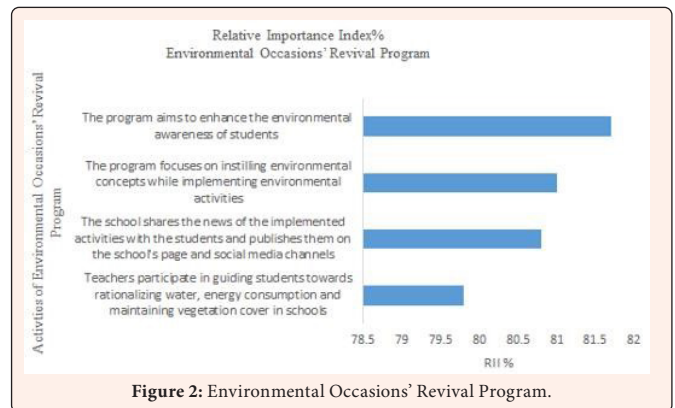 Relative Importance Index%
Environmental Occasions' Revival Program
Activties of Environmental Occasions' Revival
Program
The program aims to enhance the environmental
awareness of students
The program focuses on instilling environmental
concepts while implementing environmental
activities
The school shares the news of the implemented
activities with the students and publishes them on
the school's page and social media channels
Teachers participate in guiding students towards
rationalizing water, energy consumption and
maintaining vegetation cover in schools
78.5 79 79.5 80 80.5 81 81.5 82
RII %
Figure 2: Environmental Occasions' Revival Program.